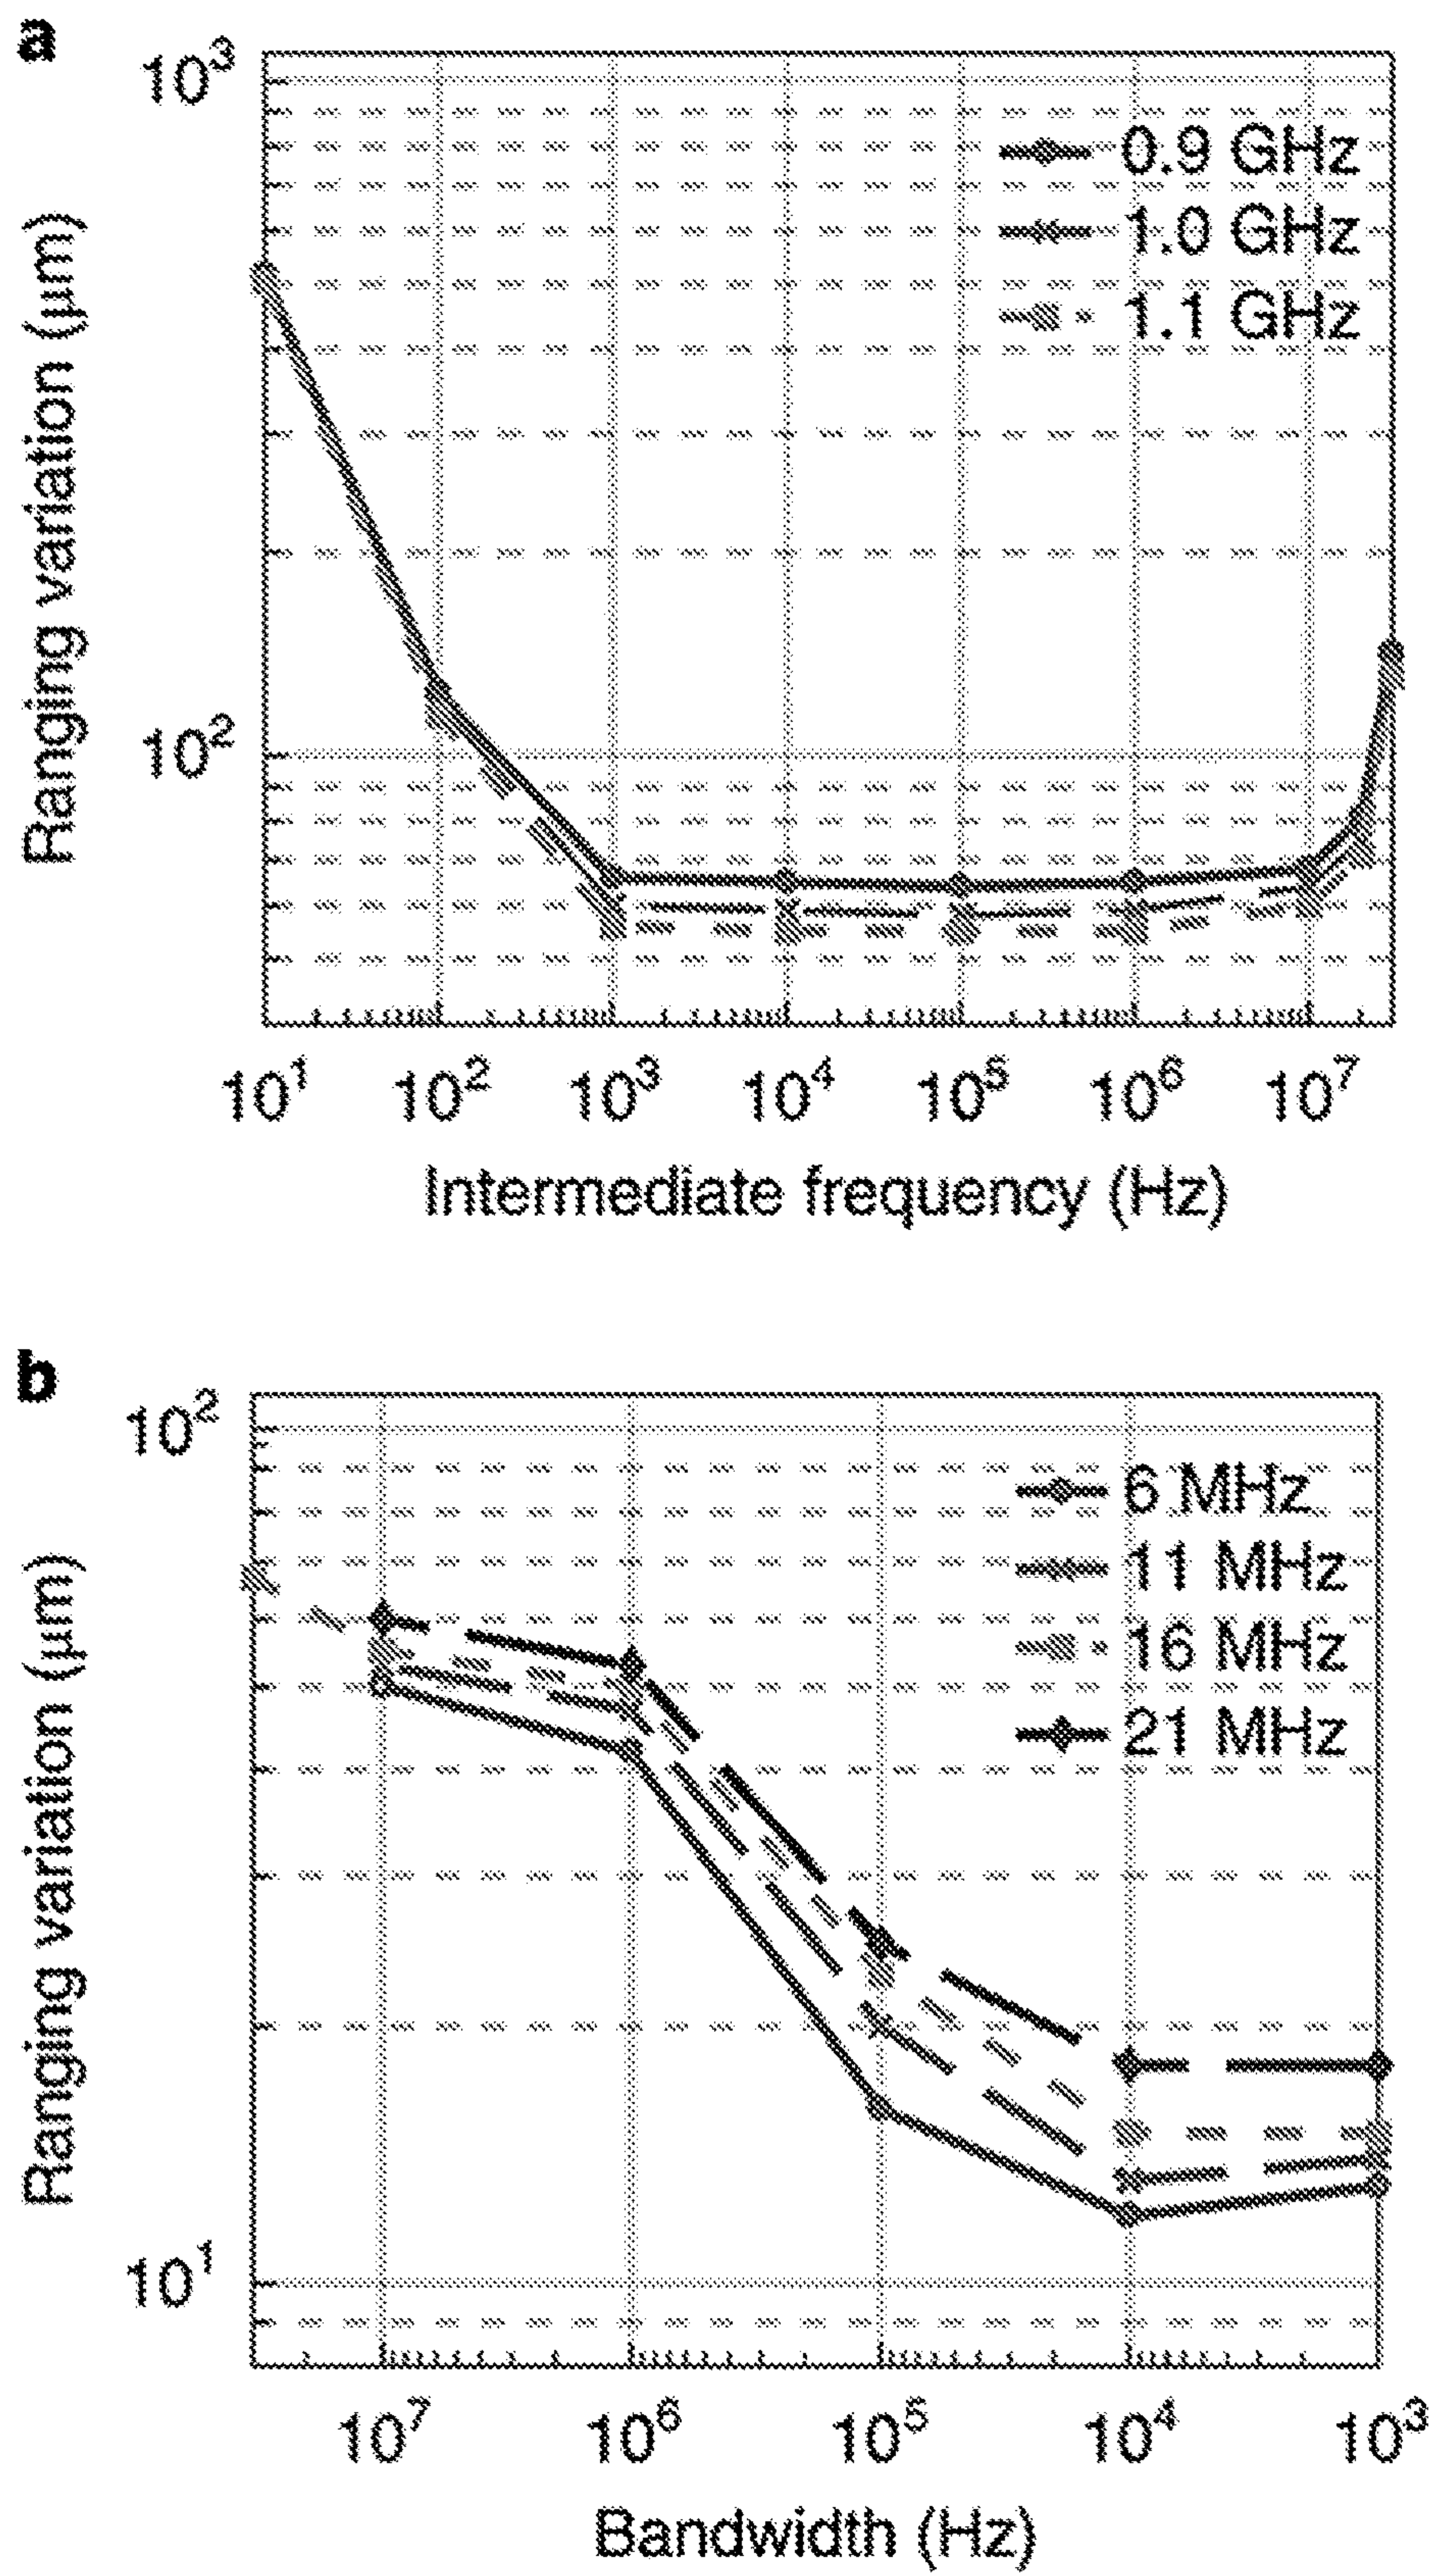 a
10³
0.9 GHz
1.0 GHz
1.1 GHz
Ranging variation (μm)
10²
10¹ 10² 10³ 10⁴ 10⁵ 10⁶ 10⁷
Intermediate frequency (Hz)
b
10²
6 MHz
11 MHz
16 MHz
21 MHz
Ranging variation (μm)
10¹
10⁷ 10⁶ 10⁵ 10⁴ 10³
Bandwidth (Hz)